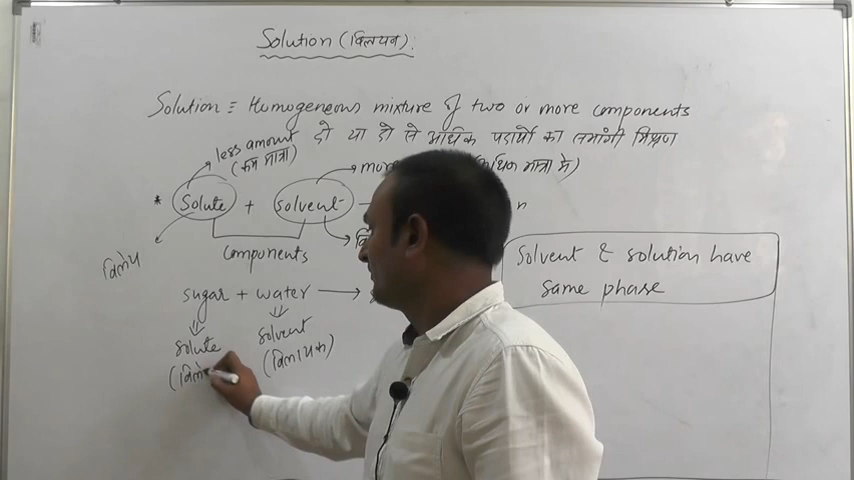 Solution (विलयन):
Solution ≡ Homogeneous mixture of two or more components
दो या दो से अधिक पदार्थों का समांगी मिश्रण
less amount
(कम मात्रा)
more
मात्रा में)
* Solute + Solvent → n
विलेय
components
Solvent & solution have
same phase
sugar + water →
solute
solvent
(विलायक)